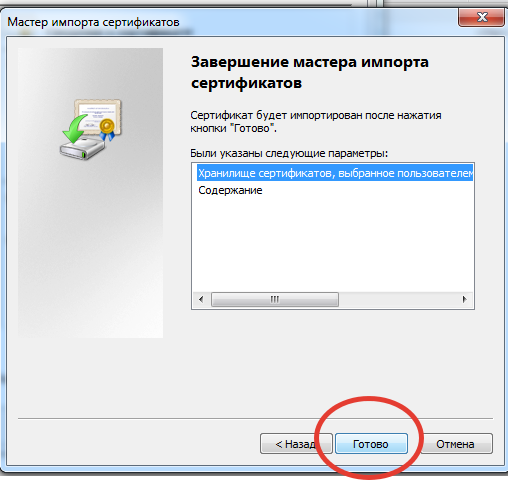 Мастер импорта сертификатов
Завершение мастера импорта
сертификатов
Сертификат будет импортирован после нажатия
кнопки "Готово".
Были указаны следующие параметры:
Хранилище сертификатов, выбранное пользователем
Содержание
< Назад
Готово
Отмена